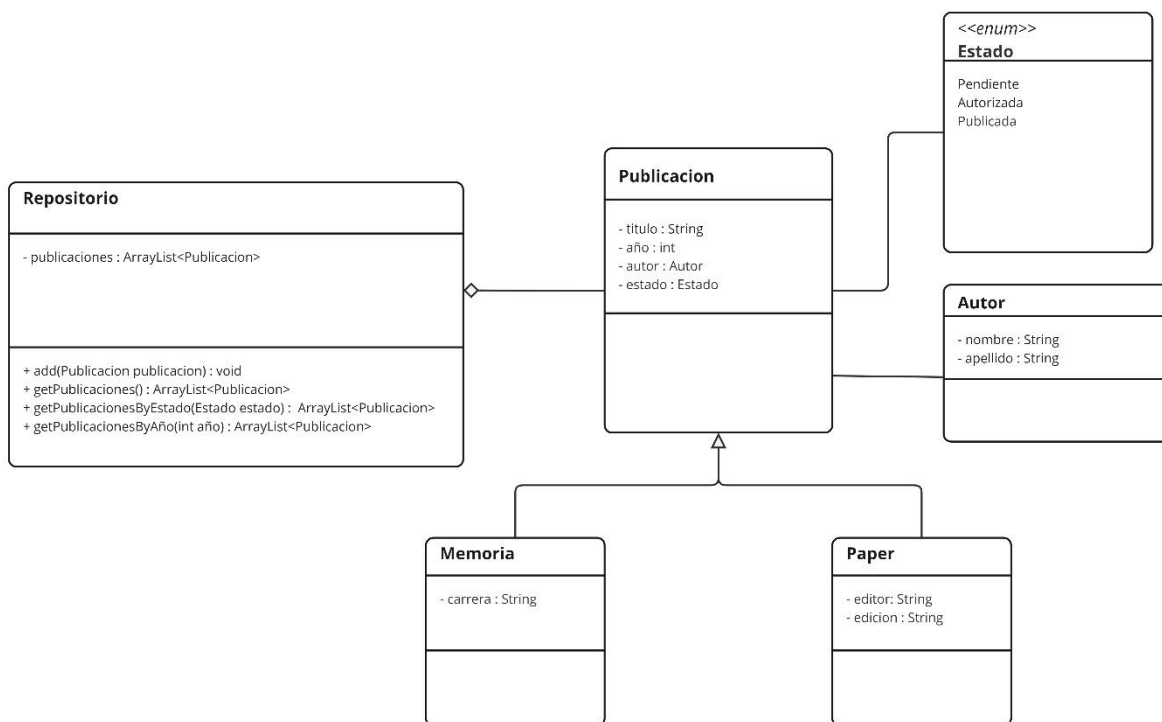 <<enum>>
Estado
Pendiente
Autorizada
Publicada
Publicacion
- titulo : String
- año : int
- autor : Autor
- estado : Estado
Repositorio
- publicaciones : ArrayList<Publicacion>
+ add(Publicacion publicacion) : void
+ getPublicaciones() : ArrayList<Publicacion>
+ getPublicacionesByEstado(Estado estado) :  ArrayList<Publicacion>
+ getPublicacionesByAño(int año) : ArrayList<Publicacion>
Autor
- nombre : String
- apellido : String
Memoria
- carrera : String
Paper
- editor: String
- edicion : String